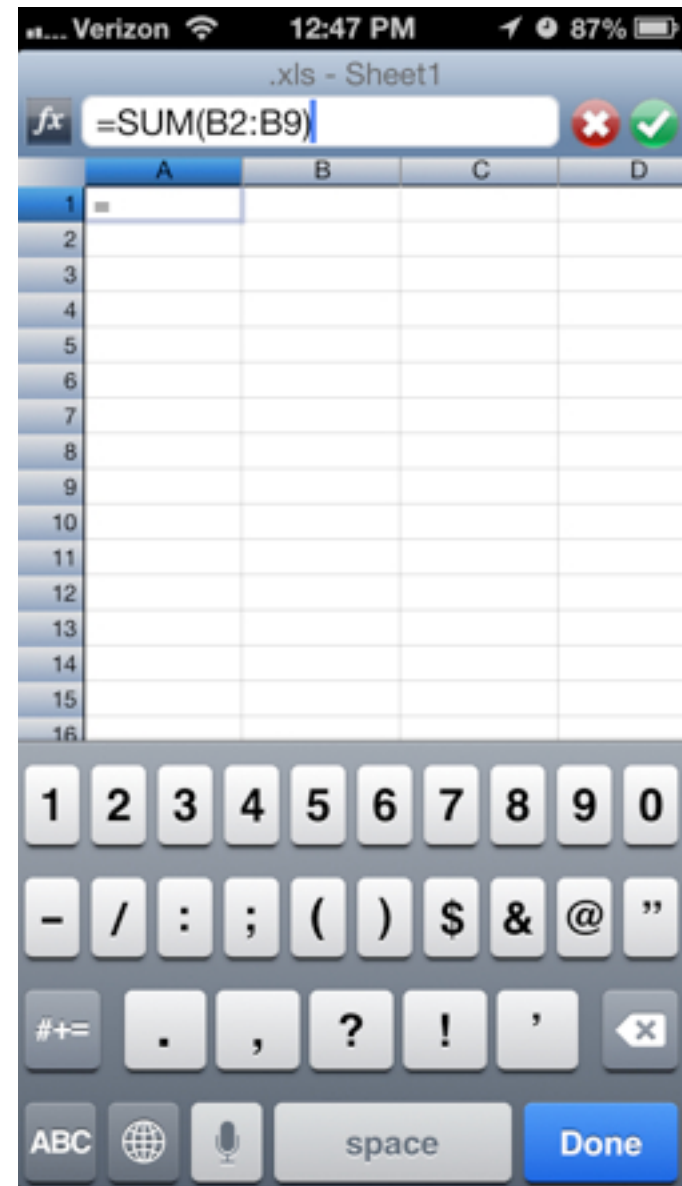 ... Verizon 12:47 PM 87%
.xls - Sheet1
fx =SUM(B2:B9)
A B C D
1 =
2
3
4
5
6
7
8
9
10
11
12
13
14
15
16
1 2 3 4 5 6 7 8 9 0
- / : ; ( ) $ & @ ”
#+= . , ? ! ’
ABC space Done